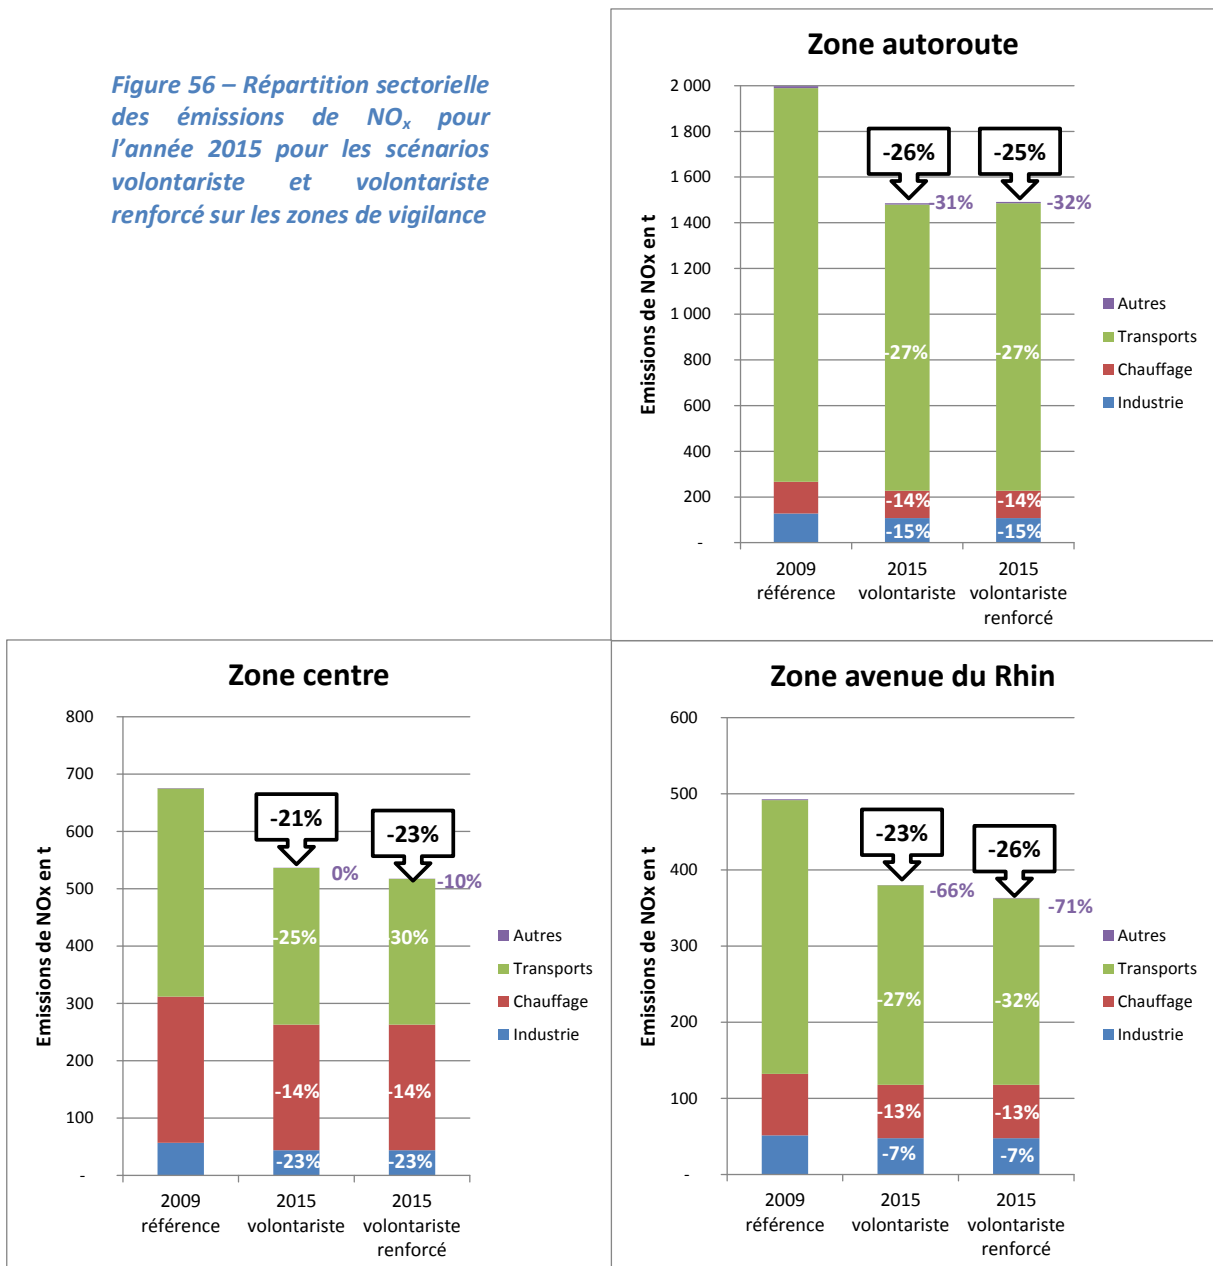 Figure 56 – Répartition sectorielle
des émissions de NOx pour
l'année 2015 pour les scénarios
volontariste et volontariste
renforcé sur les zones de vigilance
Zone autoroute
Emissions de NOx en t
2 000
1 800
1 600
1 400
1 200
1 000
800
600
400
200
-
-26%
-25%
-31%
-32%
-27%
-27%
-14%
-14%
-15%
-15%
2009
référence
2015
volontariste
2015
volontariste
renforcé
Autres
Transports
Chauffage
Industrie
Zone centre
Emissions de NOx en t
800
700
600
500
400
300
200
100
-
-21%
-23%
0%
-10%
-25%
-30%
-14%
-14%
-23%
-23%
2009
référence
2015
volontariste
2015
volontariste
renforcé
Autres
Transports
Chauffage
Industrie
Zone avenue du Rhin
Emissions de NOx en t
600
500
400
300
200
100
-
-23%
-26%
-66%
-71%
-27%
-32%
-13%
-13%
-7%
-7%
2009
référence
2015
volontariste
2015
volontariste
renforcé
Autres
Transports
Chauffage
Industrie